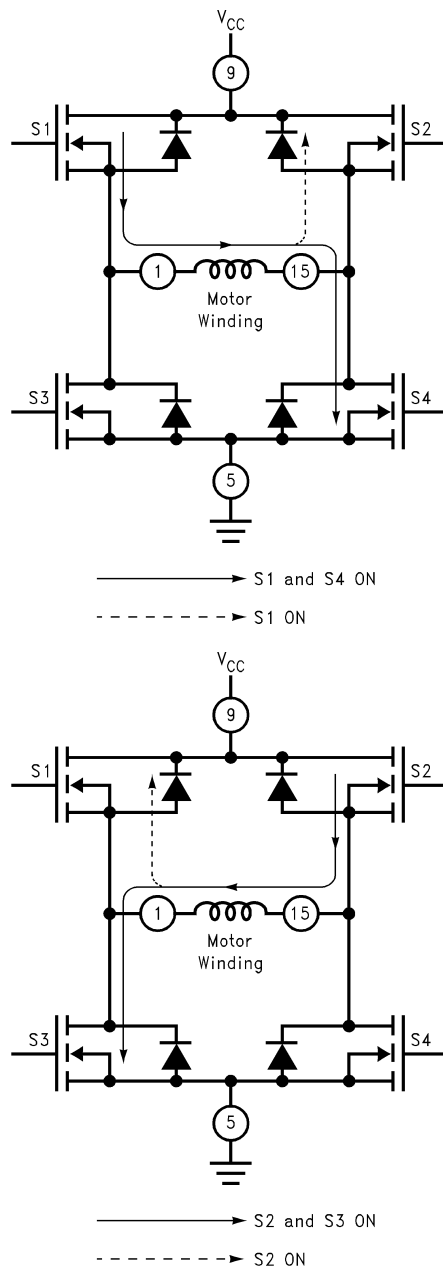 VCC
9
S1
S2
1
15
Motor
Winding
S3
S4
5
S1 and S4 ON
S1 ON
VCC
9
S1
S2
1
15
Motor
Winding
S3
S4
5
S2 and S3 ON
S2 ON